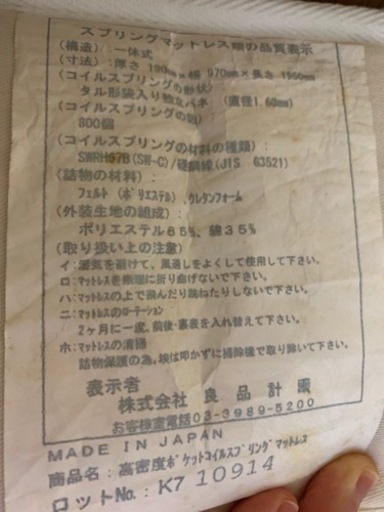 スプリングマットレス類の品質表示
(構造):一体式
(寸法):厚さ 190mm×幅 970mm×長さ 1950mm
(コイルスプリングの形状)
タル形袋入り独立バネ (直径1.60mm)
(コイルスプリングの個):
800個
(コイルスプリングの材料の種類):
SWRH57B(SW-C)/硬鋼線(JIS G3521)
(詰物の材料):
フェルト(ポリエステル)、ウレタンフォーム
(外装生地の組成):
ポリエステル65%、綿35%
(取り扱い上の注意)
イ:湿気を避けて、風通しをよくして使用して下さい。
ロ:マットレスを無理に折り曲げないで下さい。
ハ:マットレスの上で飛んだり跳ねたりしないで下さい。
ニ:マットレスのローテーション
2ヶ月に一度、前後・裏表を入れ替えて下さい。
ホ:マットレスの清掃
詰物保護の為、埃は叩かずに掃除機で取り除いて下さい。
表示者
株式会社 良品計画
お客様室電話03-3989-5200
MADE IN JAPAN
商品名:高密度ポケットコイルスプリングマットレス
ロットNo.:K7 10914